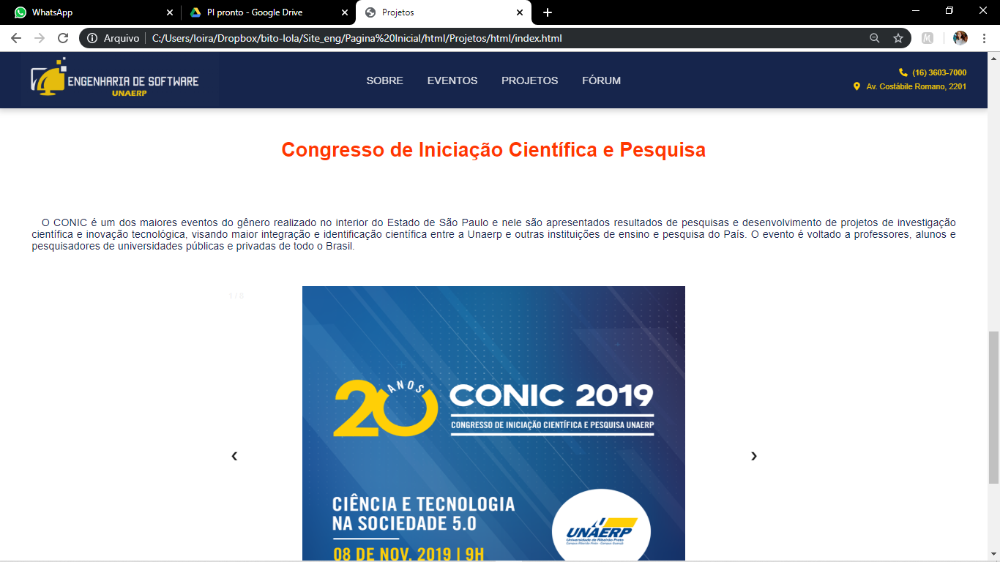 WhatsApp
PI pronto - Google Drive
Projetos
Arquivo
C:/Users/loira/Dropbox/bito-lola/Site_eng/Pagina%20Inicial/html/Projetos/html/index.html
ENGENHARIA DE SOFTWARE
UNAERP
SOBRE
EVENTOS
PROJETOS
FÓRUM
(16) 3603-7000
Av. Costábile Romano, 2201
Congresso de Iniciação Científica e Pesquisa
O CONIC é um dos maiores eventos do gênero realizado no interior do Estado de São Paulo e nele são apresentados resultados de pesquisas e desenvolvimento de projetos de investigação
científica e inovação tecnológica, visando maior integração e identificação científica entre a Unaerp e outras instituições de ensino e pesquisa do País. O evento é voltado a professores, alunos e
pesquisadores de universidades públicas e privadas de todo o Brasil.
20 ANOS
CONIC 2019
CONGRESSO DE INICIAÇÃO CIENTÍFICA E PESQUISA UNAERP
❮
❯
CIÊNCIA E TECNOLOGIA
NA SOCIEDADE 5.0
08 DE NOV. 2019 | 9H
UNAERP
Universidade de Ribeirão Preto
Campus Ribeirão Preto - Campus Guarujá